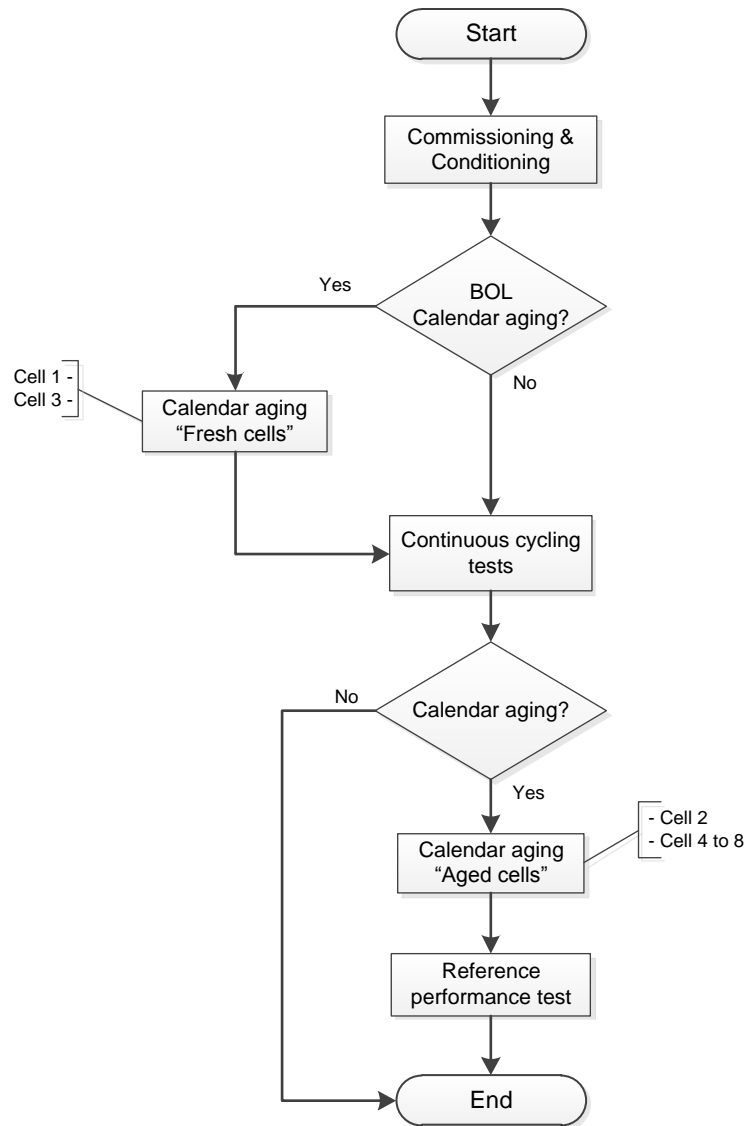 Start
Commissioning &
Conditioning
BOL
Calendar aging?
Yes
No
Cell 1 -
Cell 3 -
Calendar aging
“Fresh cells”
Continuous cycling
tests
Calendar aging?
No
Yes
Calendar aging
“Aged cells”
- Cell 2
- Cell 4 to 8
Reference
performance test
End